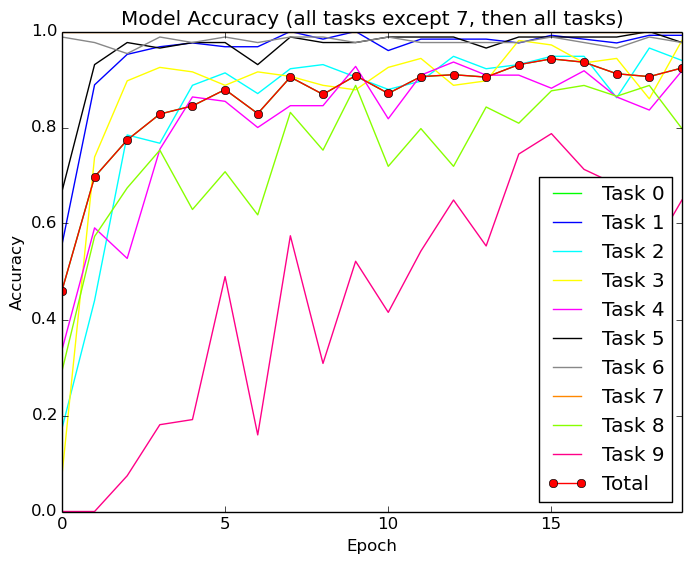 Model Accuracy (all tasks except 7, then all tasks)
1.0
0.8
0.6
0.4
0.2
0.0
Accuracy
0
5
10
15
Epoch
Task 0
Task 1
Task 2
Task 3
Task 4
Task 5
Task 6
Task 7
Task 8
Task 9
Total